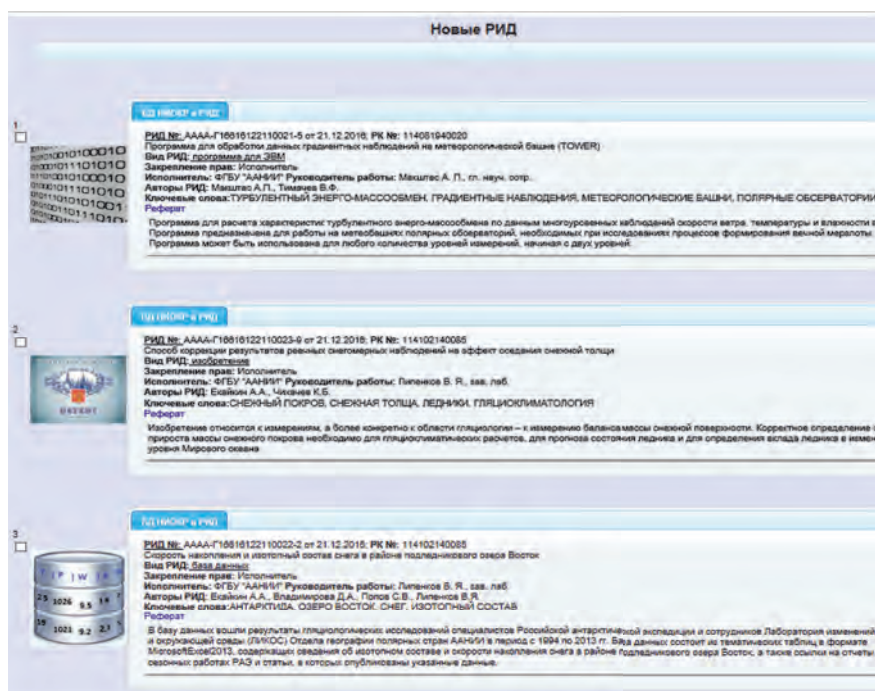 Новые РИД
БД НИОКР и РИД
1
РИД №: АААА-Г16616122110021-5 от 21.12.2016; РК №: 114081940020
Программа для обработки данных градиентных наблюдений на метеорологической башне (TOWER)
Вид РИД: программа для ЭВМ
Закрепление прав: Исполнитель
Исполнитель: ФГБУ "ААНИИ" Руководитель работы: Макштас А. П., гл. науч. сотр.
Авторы РИД: Макштас А.П., Тимачев В.Ф.
Ключевые слова:ТУРБУЛЕНТНЫЙ ЭНЕРГО-МАССООБМЕН, ГРАДИЕНТНЫЕ НАБЛЮДЕНИЯ, МЕТЕОРОЛОГИЧЕСКИЕ БАШНИ, ПОЛЯРНЫЕ ОБСЕРВАТОРИИ
Реферат
Программа для расчета характеристик турбулентного энерго-массообмена по данным многоуровенных наблюдений скорости ветра, температуры и влажности в
Программа предназначена для работы на метеобашнях полярных обсерваторий, необходимых при исследованиях процессов формирования вечной мерзлоты
Программа может быть использована для любого количества уровней измерений, начиная с двух уровней.
БД НИОКР и РИД
2
РИД №: АААА-Г16616122110023-9 от 21.12.2016; РК №: 114102140085
Способ коррекции результатов реечных снегомерных наблюдений на эффект оседания снежной толщи
Вид РИД: изобретение
Закрепление прав: Исполнитель
Исполнитель: ФГБУ "ААНИИ" Руководитель работы: Липенков В. Я., зав. лаб.
Авторы РИД: Екайкин А.А., Чихачев К.Б.
Ключевые слова:СНЕЖНЫЙ ПОКРОВ, СНЕЖНАЯ ТОЛЩА, ЛЕДНИКИ, ГЛЯЦИОКЛИМАТОЛОГИЯ
Реферат
ПАТЕНТ
Изобретение относится к измерениям, а более конкретно к области гляциологии – к измерению баланса массы снежной поверхности. Корректное определение
прироста массы снежного покрова необходимо для гляциоклиматических расчетов, для прогноза состояния ледника и для определения вклада ледника в измен
уровня Мирового океана
БД НИОКР и РИД
3
РИД №: АААА-Г16616122110022-2 от 21.12.2016; РК №: 114102140085
Скорость накопления и изотопный состав снега в районе подледникового озера Восток
Вид РИД: база данных
Закрепление прав: Исполнитель
Исполнитель: ФГБУ "ААНИИ" Руководитель работы: Липенков В. Я., зав. лаб.
Авторы РИД: Екайкин А.А., Владимирова Д.А., Попов С.В., Липенков В.Я.
Ключевые слова:АНТАРКТИДА, ОЗЕРО ВОСТОК, СНЕГ, ИЗОТОПНЫЙ СОСТАВ
Реферат
В базу данных вошли результаты гляциологических исследований специалистов Российской антарктической экспедиции и сотрудников Лаборатория изменений
и окружающей среды (ЛИКОС) Отдела географии полярных стран ААНИИ в период с 1994 по 2013 гг. База данных состоит из тематических таблиц в формате
MicrosoftExcel2013, содержащих сведения об изотопном составе и скорости накопления снега в районе подледникового озера Восток, а также ссылки на отчеты
сезонных работах РАЭ и статьи, в которых опубликованы указанные данные.